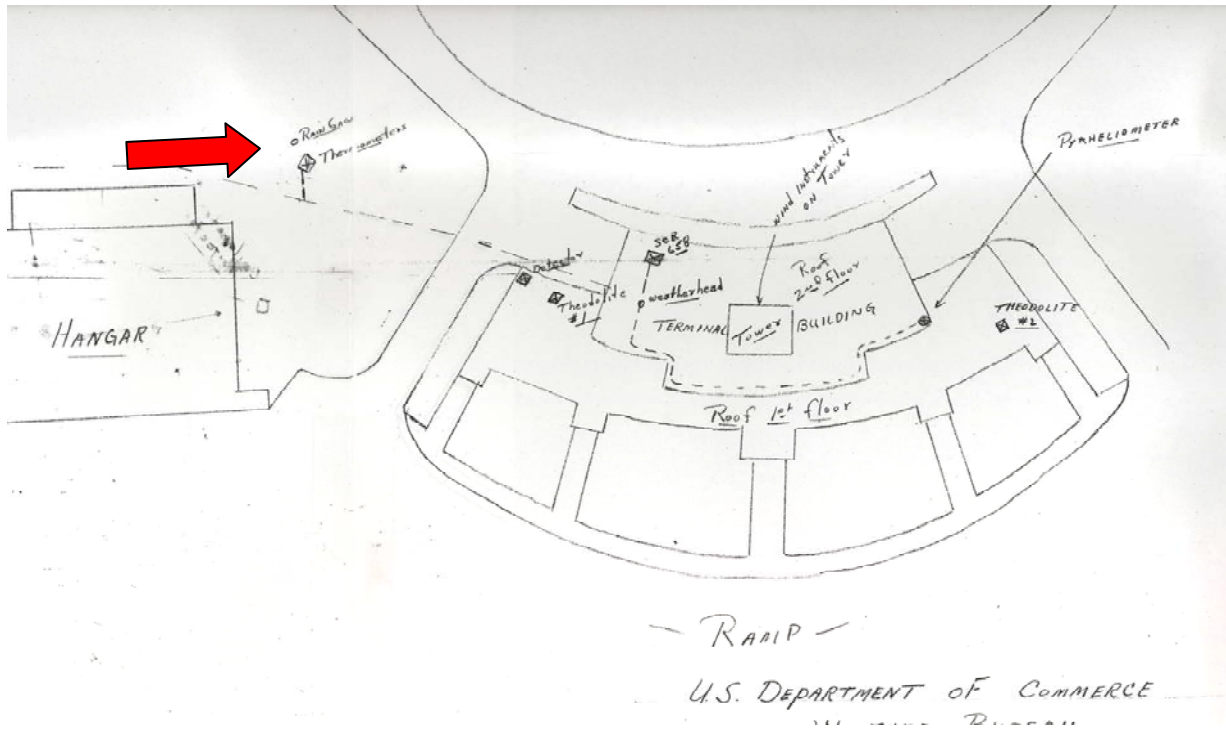 RAIN GAGE
Thermometers
HANGAR
Detector
Theodolite
#1
SCR
658
weatherhead
WIND Instruments
ON Tower
Roof
2nd floor
TERMINAL
Tower
BUILDING
PYRHELIOMETER
THEODOLITE
#2
Roof 1st floor
— RAMP —
U.S. DEPARTMENT OF COMMERCE
BUREAU